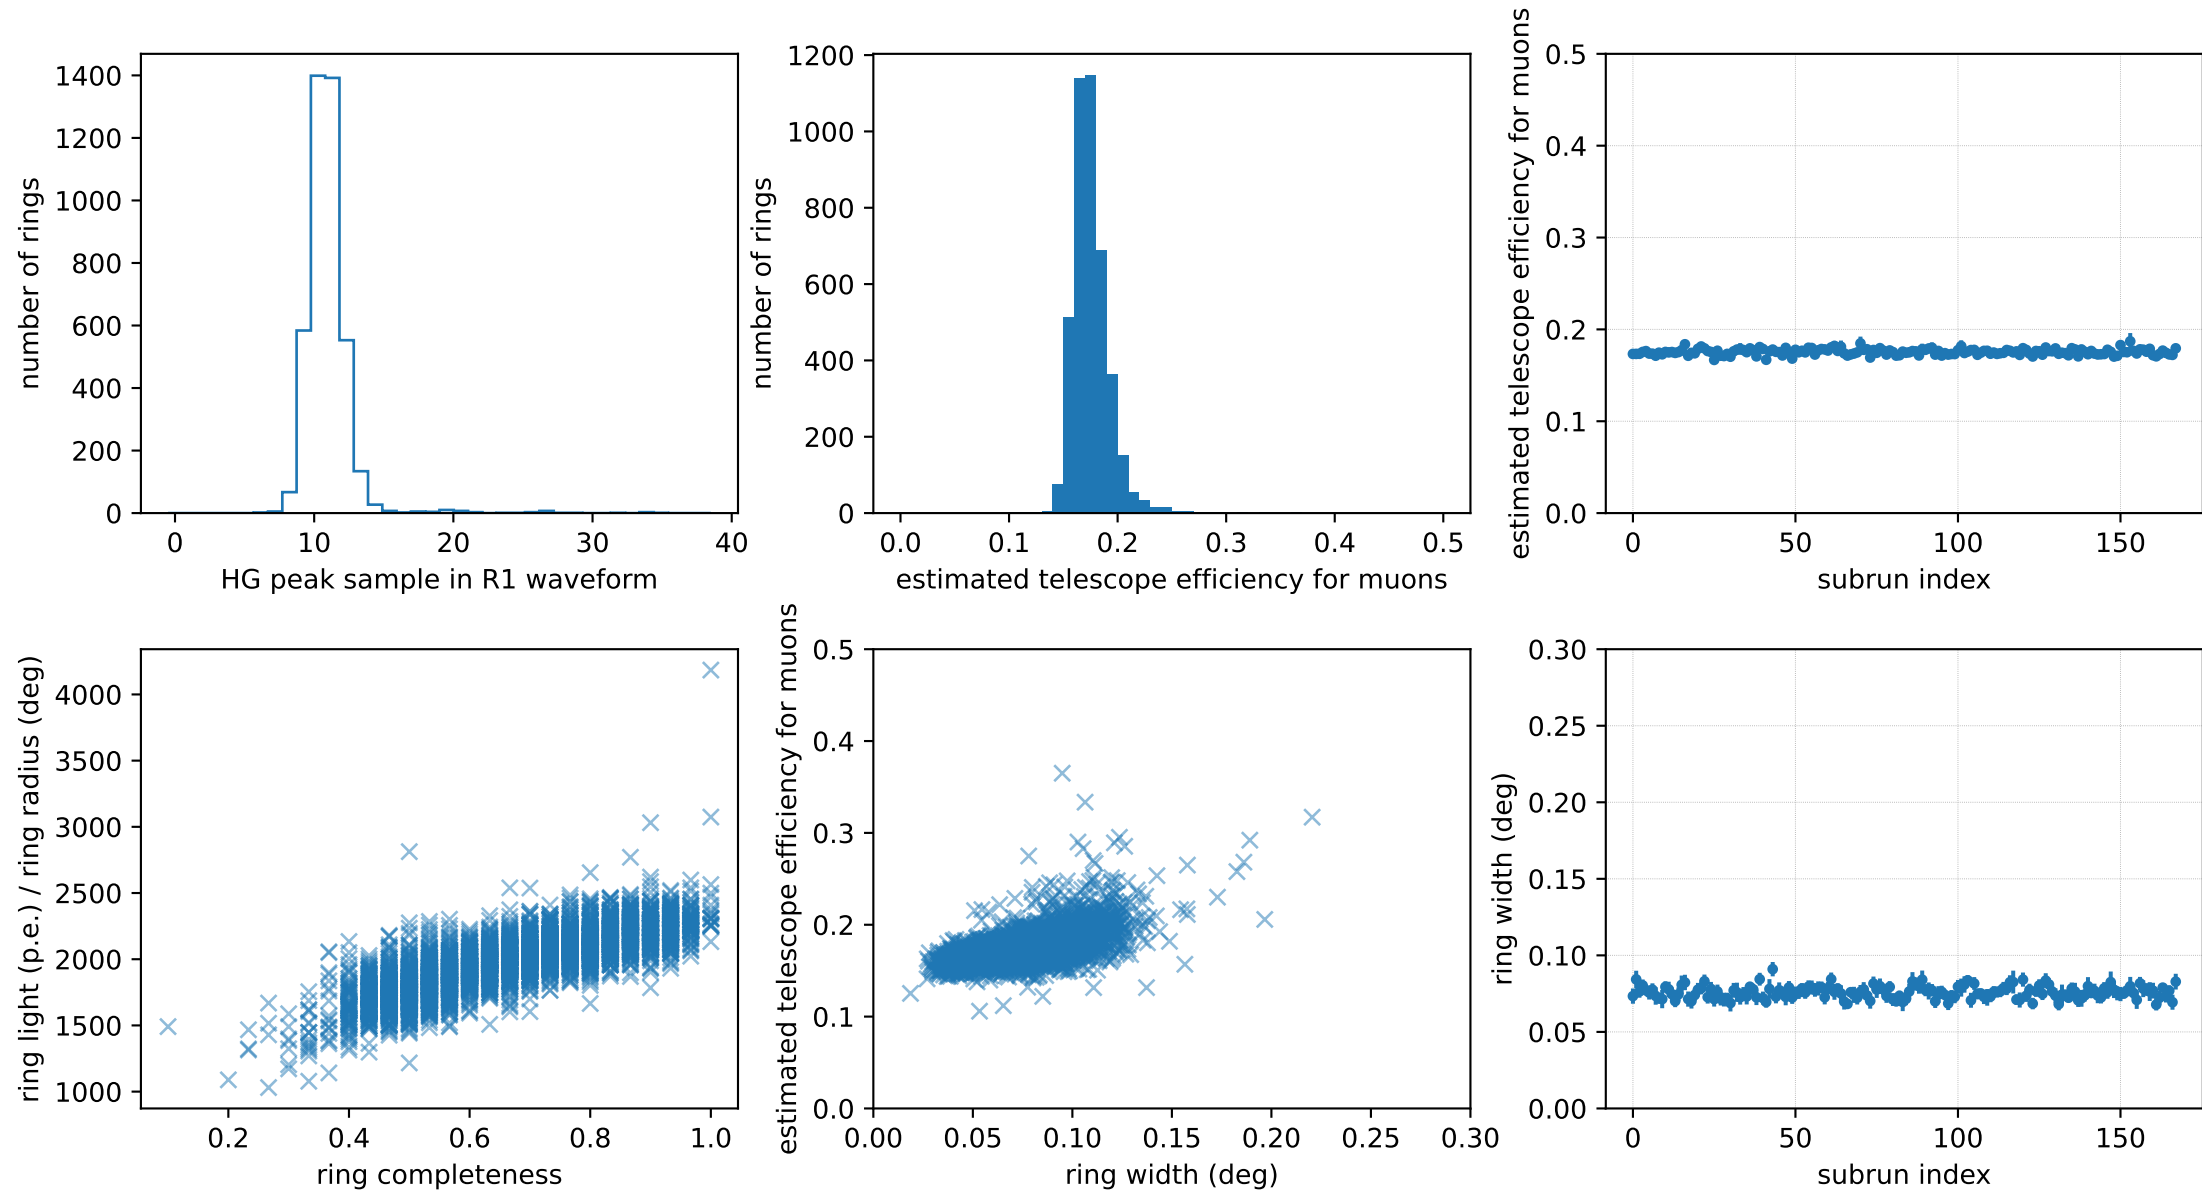 1400
1200
1000
800
600
400
200
0
number of rings
0 10 20 30 40
HG peak sample in R1 waveform
1200
1000
800
600
400
200
0
number of rings
0.0 0.1 0.2 0.3 0.4 0.5
estimated telescope efficiency for muons
0.5
0.4
0.3
0.2
0.1
0.0
estimated telescope efficiency for muons
0 50 100 150
subrun index
4000
3500
3000
2500
2000
1500
1000
ring light (p.e.) / ring radius (deg)
0.2 0.4 0.6 0.8 1.0
ring completeness
0.5
0.4
0.3
0.2
0.1
0.0
estimated telescope efficiency for muons
0.00 0.05 0.10 0.15 0.20 0.25 0.30
ring width (deg)
0.30
0.25
0.20
0.15
0.10
0.05
0.00
ring width (deg)
0 50 100 150
subrun index